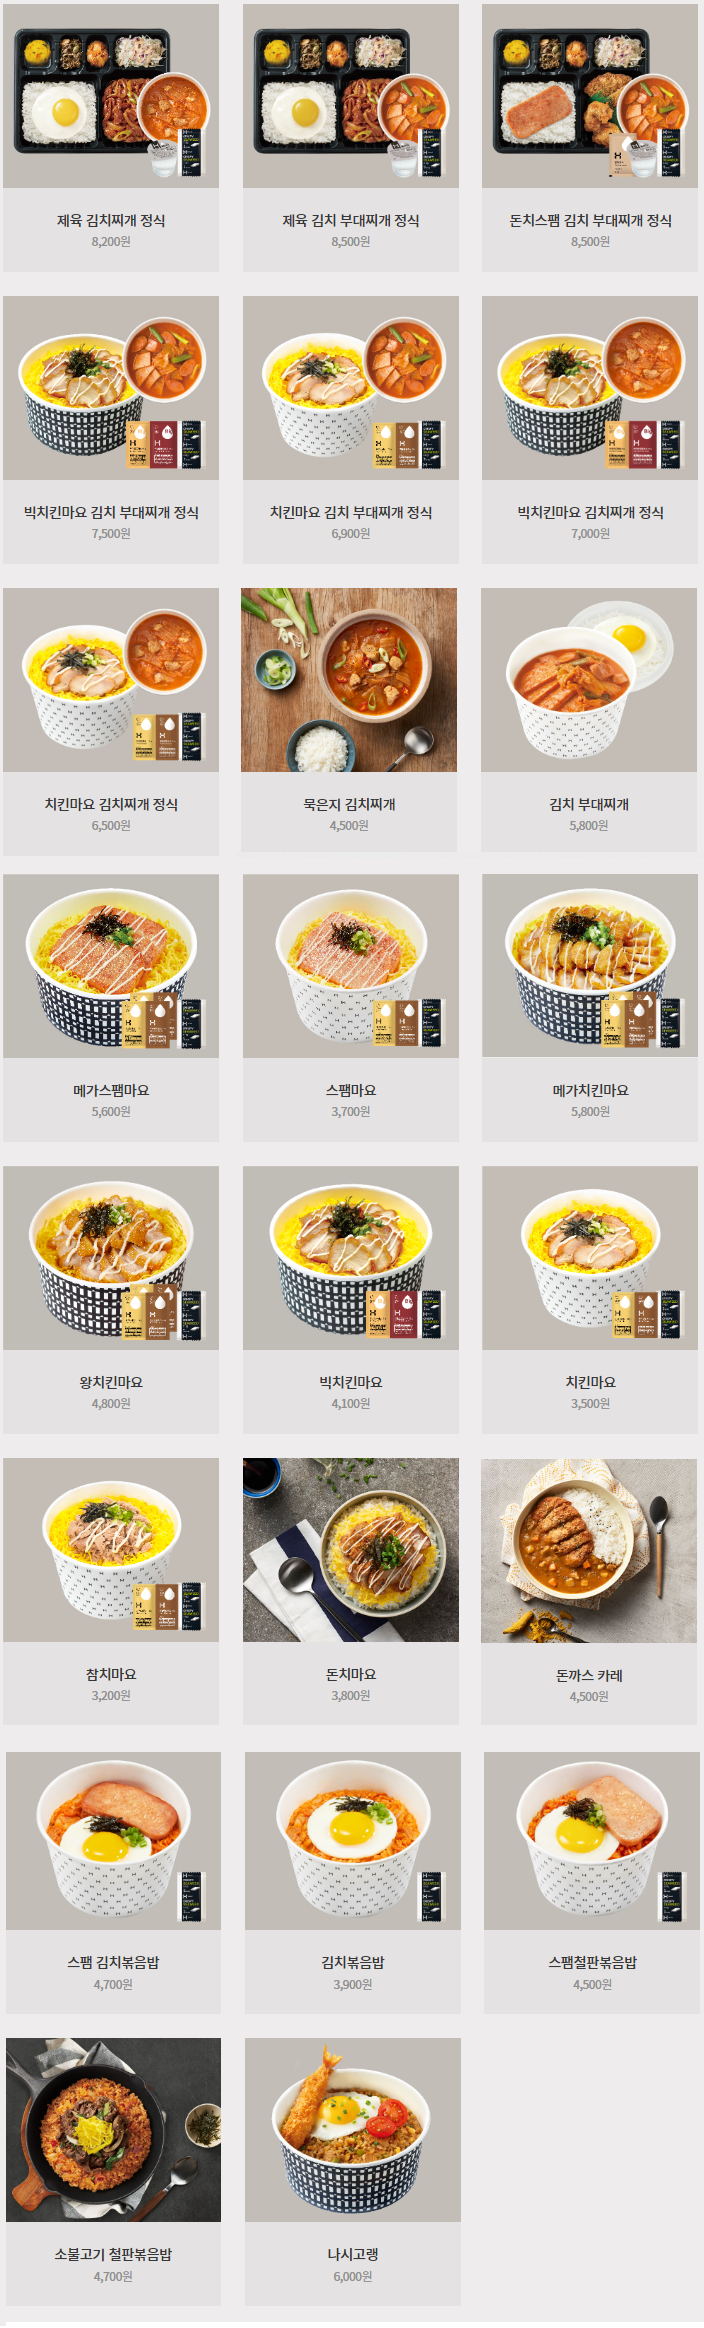 제육 김치찌개 정식
8,200원
제육 김치 부대찌개 정식
8,500원
돈치스팸 김치 부대찌개 정식
8,500원
빅치킨마요 김치 부대찌개 정식
7,500원
치킨마요 김치 부대찌개 정식
6,900원
빅치킨마요 김치찌개 정식
7,000원
치킨마요 김치찌개 정식
6,500원
묵은지 김치찌개
4,500원
김치 부대찌개
5,800원
메가스팸마요
5,600원
스팸마요
3,700원
메가치킨마요
5,800원
왕치킨마요
4,800원
빅치킨마요
4,100원
치킨마요
3,500원
참치마요
3,200원
돈치마요
3,800원
돈까스 카레
4,500원
스팸 김치볶음밥
4,700원
김치볶음밥
3,900원
스팸철판볶음밥
4,500원
소불고기 철판볶음밥
4,700원
나시고랭
6,000원